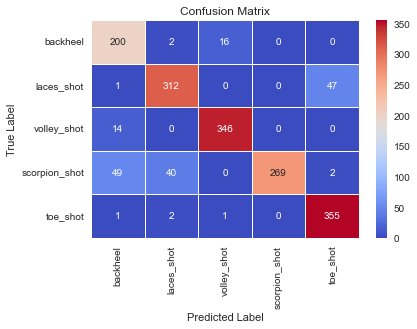 Confusion Matrix
True Label
backheel 200 2 16 0 0
laces_shot 1 312 0 0 47
volley_shot 14 0 346 0 0
scorpion_shot 49 40 0 269 2
toe_shot 1 2 1 0 355
backheel laces_shot volley_shot scorpion_shot toe_shot
Predicted Label
350
300
250
200
150
100
50
0